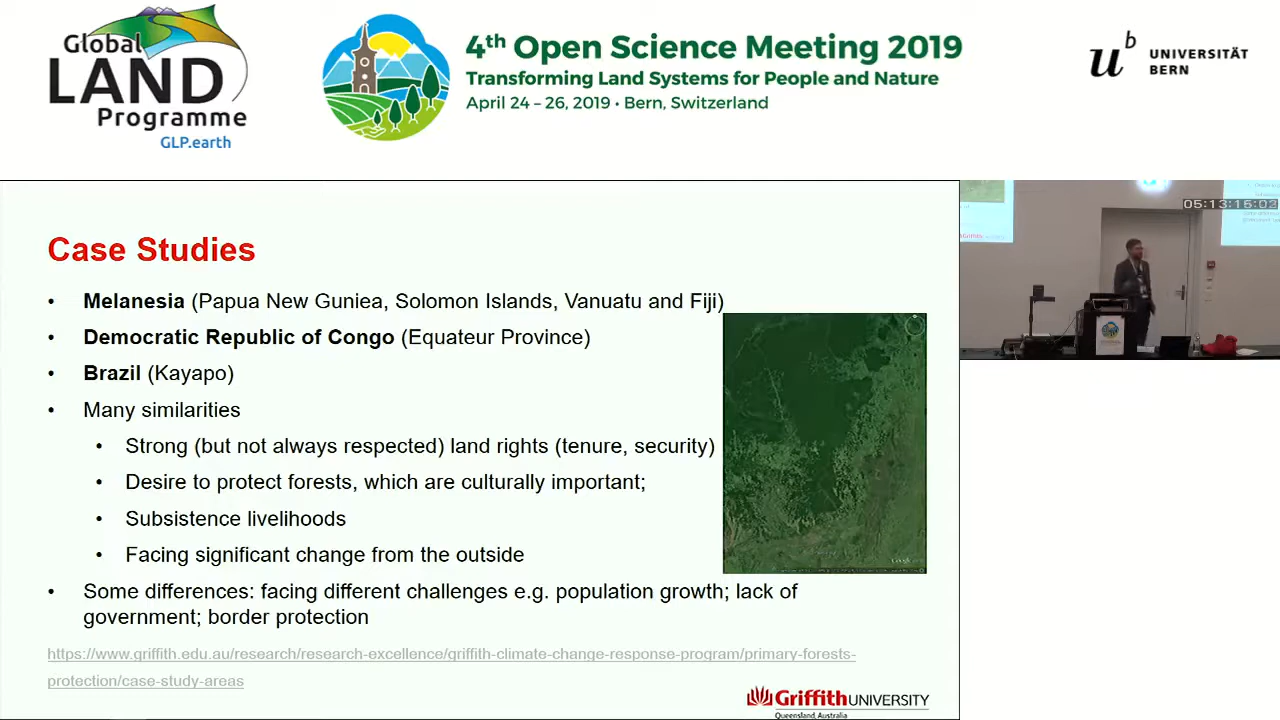 Global
LAND
Programme
GLP.earth
4th Open Science Meeting 2019
Transforming Land Systems for People and Nature
April 24 – 26, 2019 • Bern, Switzerland
u b
UNIVERSITÄT
BERN
05:13:15:02
Case Studies
• Melanesia (Papua New Guniea, Solomon Islands, Vanuatu and Fiji)
• Democratic Republic of Congo (Equateur Province)
• Brazil (Kayapo)
• Many similarities
• Strong (but not always respected) land rights (tenure, security)
• Desire to protect forests, which are culturally important;
• Subsistence livelihoods
• Facing significant change from the outside
• Some differences: facing different challenges e.g. population growth; lack of
government; border protection
https://www.griffith.edu.au/research/research-excellence/griffith-climate-change-response-program/primary-forests-
protection/case-study-areas
Griffith UNIVERSITY
Queensland, Australia